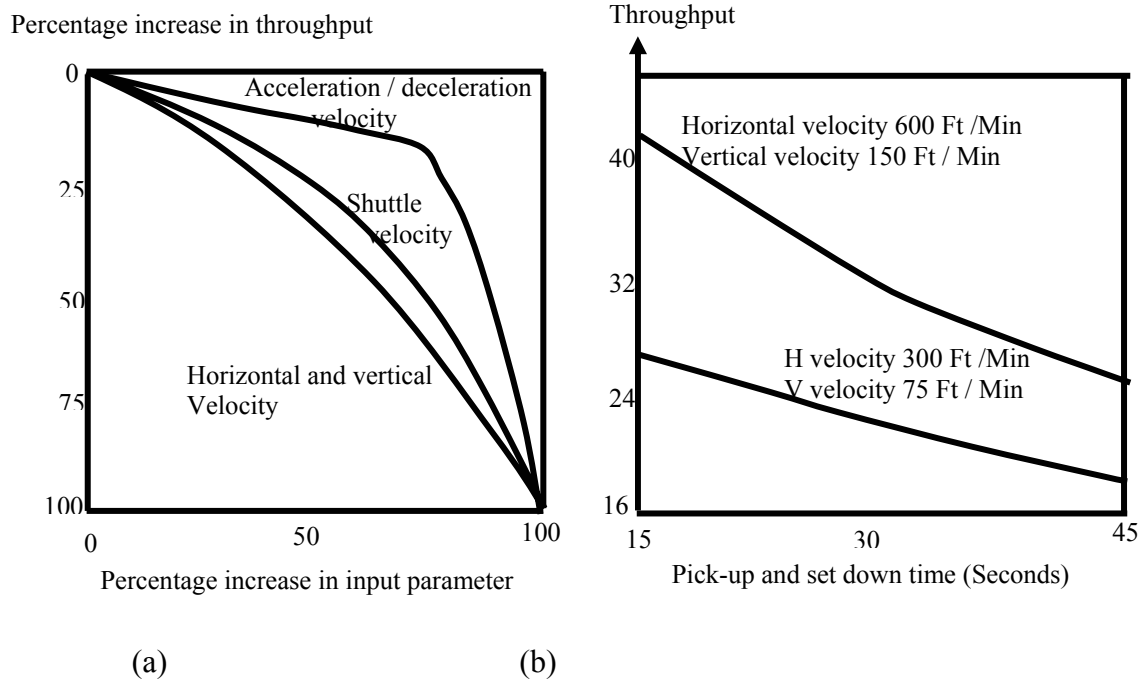 Percentage increase in throughput
0
25
50
75
100
Acceleration / deceleration
velocity
Shuttle
velocity
Horizontal and vertical
Velocity
0
50
100
Percentage increase in input parameter
(a)
Throughput
40
32
24
16
Horizontal velocity 600 Ft /Min
Vertical velocity 150 Ft / Min
H velocity 300 Ft /Min
V velocity 75 Ft / Min
15
30
45
Pick-up and set down time (Seconds)
(b)